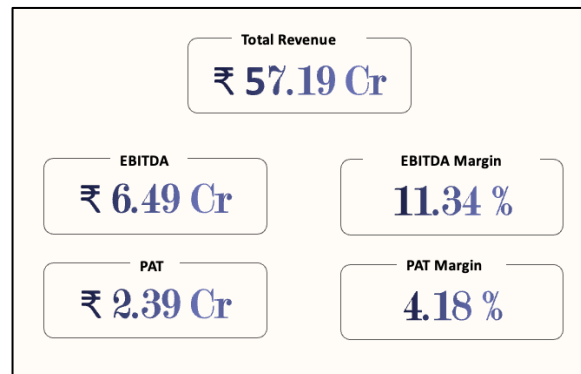 Total Revenue
₹ 57.19 Cr
EBITDA
₹ 6.49 Cr
EBITDA Margin
11.34 %
PAT
₹ 2.39 Cr
PAT Margin
4.18 %